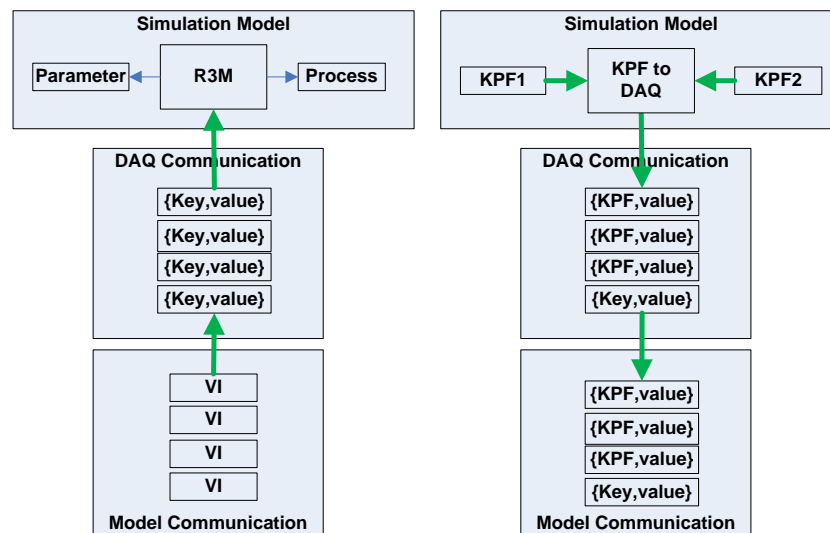 Simulation Model
Parameter
R3M
Process
DAQ Communication
{Key,value}
{Key,value}
{Key,value}
{Key,value}
VI
VI
VI
VI
Model Communication
Simulation Model
KPF1
KPF to
DAQ
KPF2
DAQ Communication
{KPF,value}
{KPF,value}
{KPF,value}
{Key,value}
{KPF,value}
{KPF,value}
{KPF,value}
{Key,value}
Model Communication